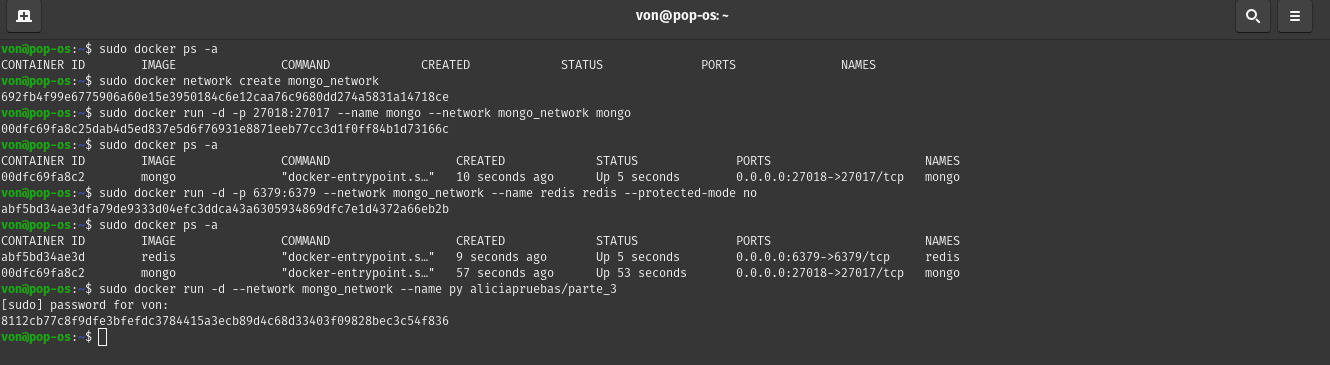 von@pop-os: ~
von@pop-os:~$ sudo docker ps -a
CONTAINER ID IMAGE COMMAND CREATED STATUS PORTS NAMES
von@pop-os:~$ sudo docker network create mongo_network
692fb4f99e6775906a60e15e3950184c6e12caa76c9680dd274a5831a14718ce
von@pop-os:~$ sudo docker run -d -p 27018:27017 --name mongo --network mongo_network mongo
00dfc69fa8c25dab4d5ed837e5d6f76931e8871eeb77cc3d1f0ff84b1d73166c
von@pop-os:~$ sudo docker ps -a
CONTAINER ID IMAGE COMMAND CREATED STATUS PORTS NAMES
00dfc69fa8c2 mongo "docker-entrypoint.s…" 10 seconds ago Up 5 seconds 0.0.0.0:27018->27017/tcp mongo
von@pop-os:~$ sudo docker run -d -p 6379:6379 --network mongo_network --name redis redis --protected-mode no
abf5bd34ae3dfa79de9333d04efc3ddca43a6305934869dfc7e1d4372a66eb2b
von@pop-os:~$ sudo docker ps -a
CONTAINER ID IMAGE COMMAND CREATED STATUS PORTS NAMES
abf5bd34ae3d redis "docker-entrypoint.s…" 9 seconds ago Up 5 seconds 0.0.0.0:6379->6379/tcp redis
00dfc69fa8c2 mongo "docker-entrypoint.s…" 57 seconds ago Up 53 seconds 0.0.0.0:27018->27017/tcp mongo
von@pop-os:~$ sudo docker run -d --network mongo_network --name py aliciapruebas/parte_3
[sudo] password for von:
8112cb77c8f9dfe3bfefdc3784415a3ecb89d4c68d33403f09828bec3c54f836
von@pop-os:~$